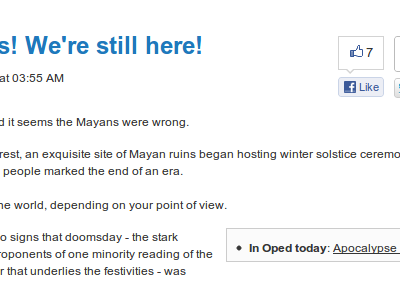 s! We're still here!
7
at 03:55 AM
Like
d it seems the Mayans were wrong.
rest, an exquisite site of Mayan ruins began hosting winter solstice ceremo
people marked the end of an era.
he world, depending on your point of view.
o signs that doomsday - the stark
roponents of one minority reading of the
r that underlies the festivities - was
• In Oped today: Apocalypse